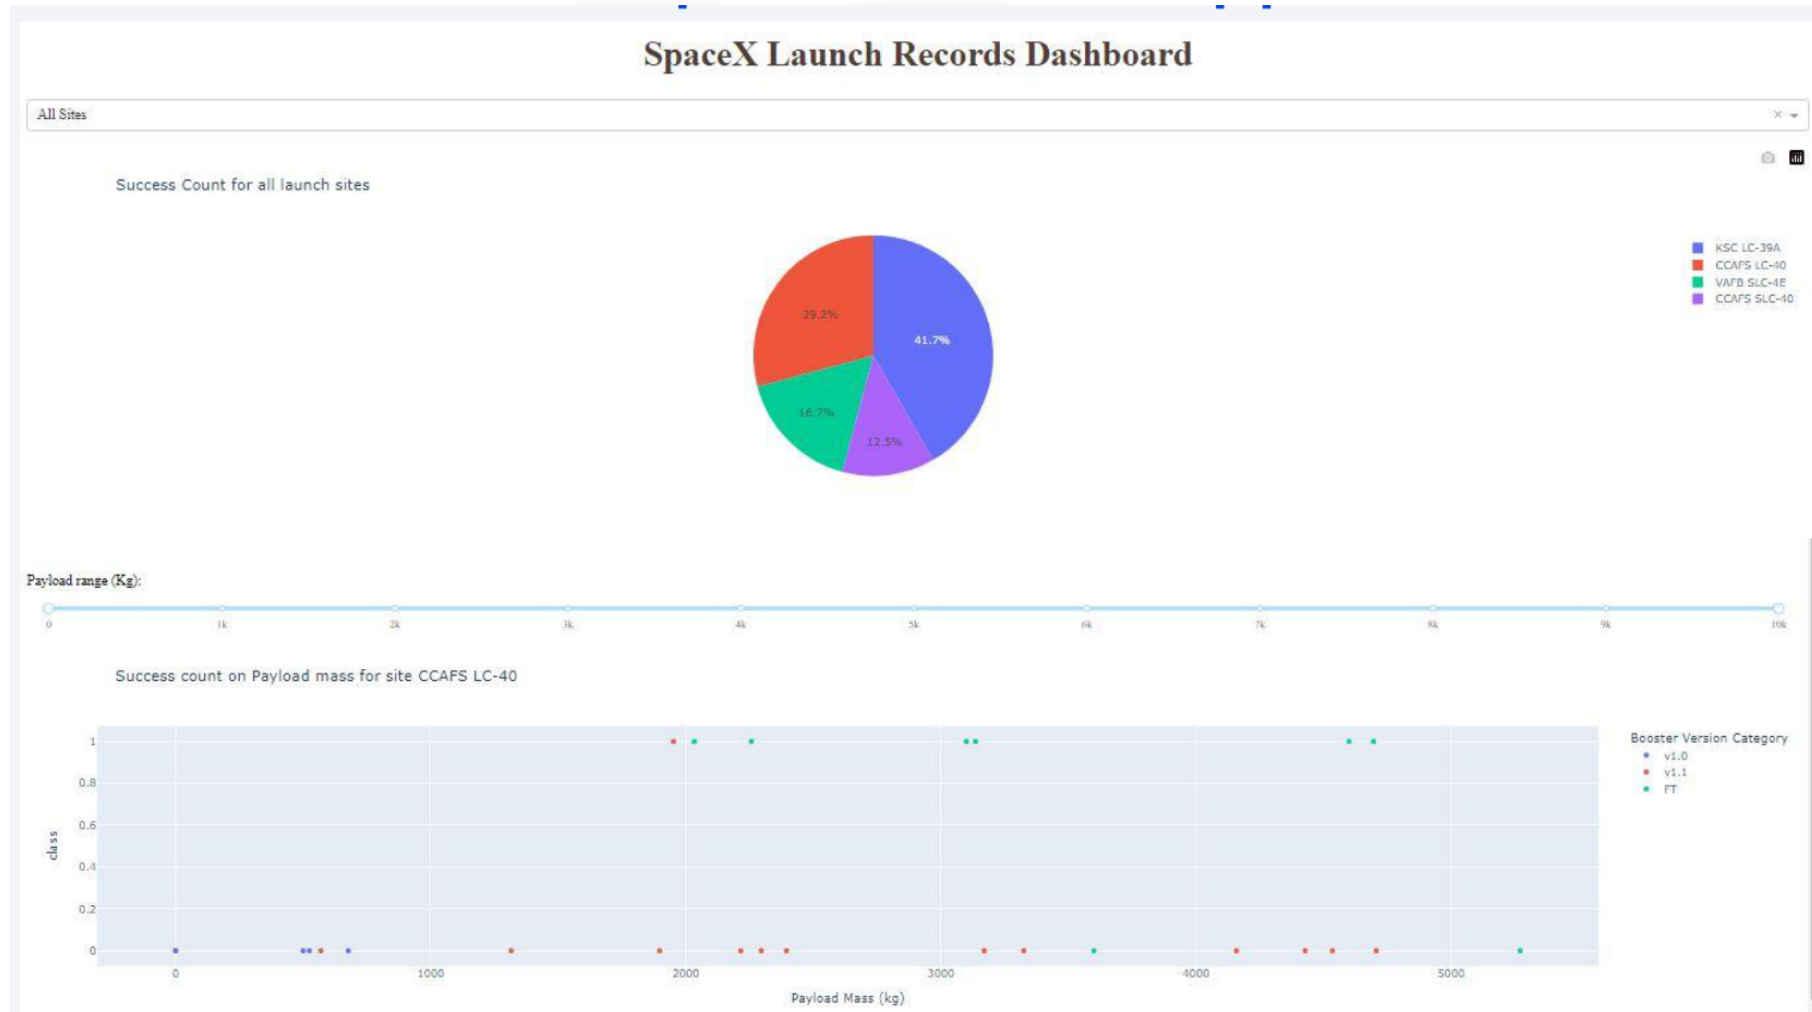 SpaceX Launch Records Dashboard
All Sites
Success Count for all launch sites
KSC LC-39A
CCAFS LC-40
VAFB SLC-4E
CCAFS SLC-40
29.2%
41.7%
16.7%
12.5%
Payload range (Kg):
0 1k 2k 3k 4k 5k 6k 7k 8k 9k 10k
Success count on Payload mass for site CCAFS LC-40
Booster Version Category
v1.0
v1.1
FT
1
0.8
0.6
0.4
0.2
0
class
0 1000 2000 3000 4000 5000
Payload Mass (kg)